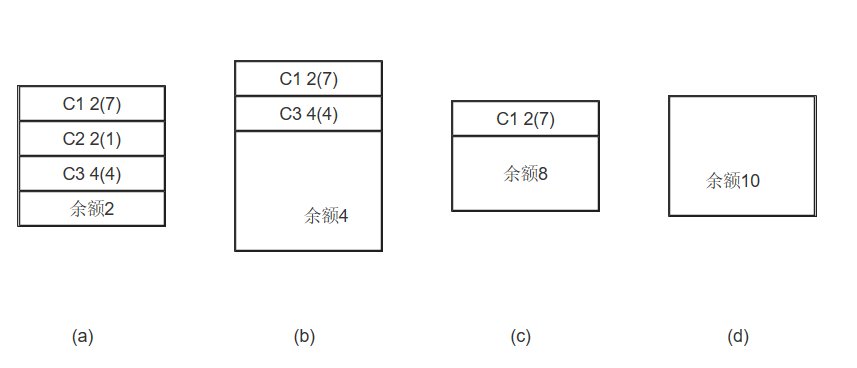 C1 2(7)
C2 2(1)
C3 4(4)
余额2
(a)
C1 2(7)
C3 4(4)
余额4
(b)
C1 2(7)
余额8
(c)
余额10
(d)